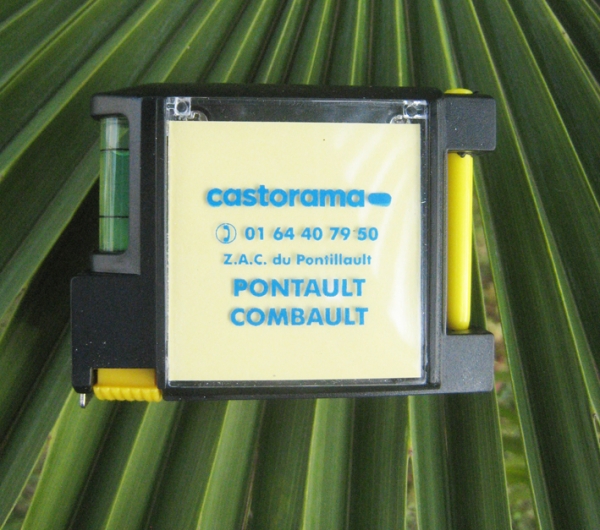 castorama
01 64 40 79 50
Z.A.C. du Pontillault
PONTAULT
COMBAULT